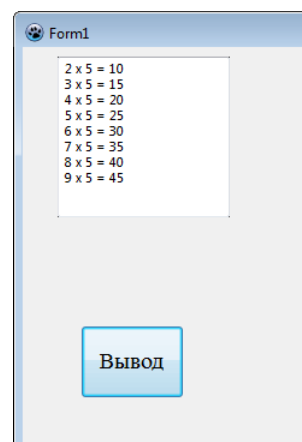 Form1
2 x 5 = 10
3 x 5 = 15
4 x 5 = 20
5 x 5 = 25
6 x 5 = 30
7 x 5 = 35
8 x 5 = 40
9 x 5 = 45
Вывод